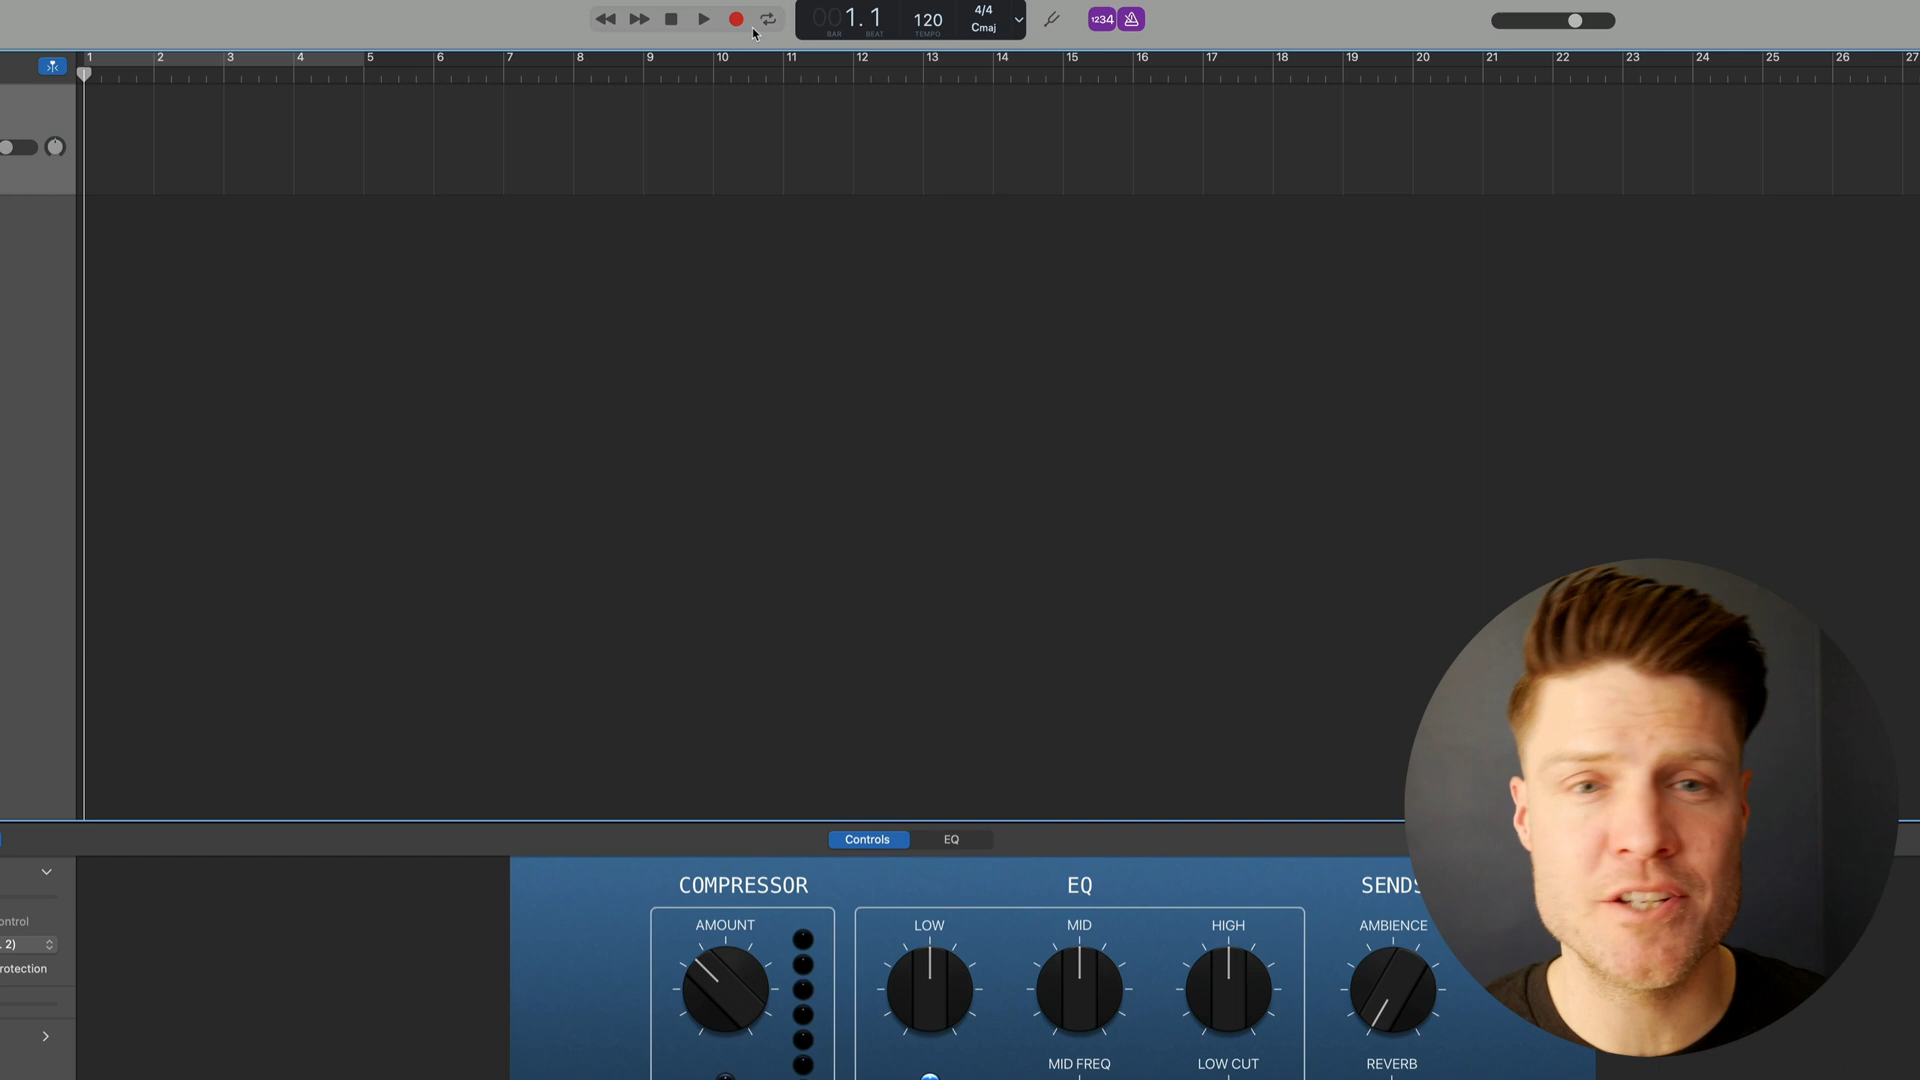 001.1
BAR BEAT
120
TEMPO
4/4
Cmaj
1234
1 2 3 4 5 6 7 8 9 10 11 12 13 14 15 16 17 18 19 20 21 22 23 24 25 26 27
Controls EQ
COMPRESSOR EQ SENDS
AMOUNT LOW MID HIGH AMBIENCE
ontrol
. 2)
rotection
MID FREQ LOW CUT REVERB